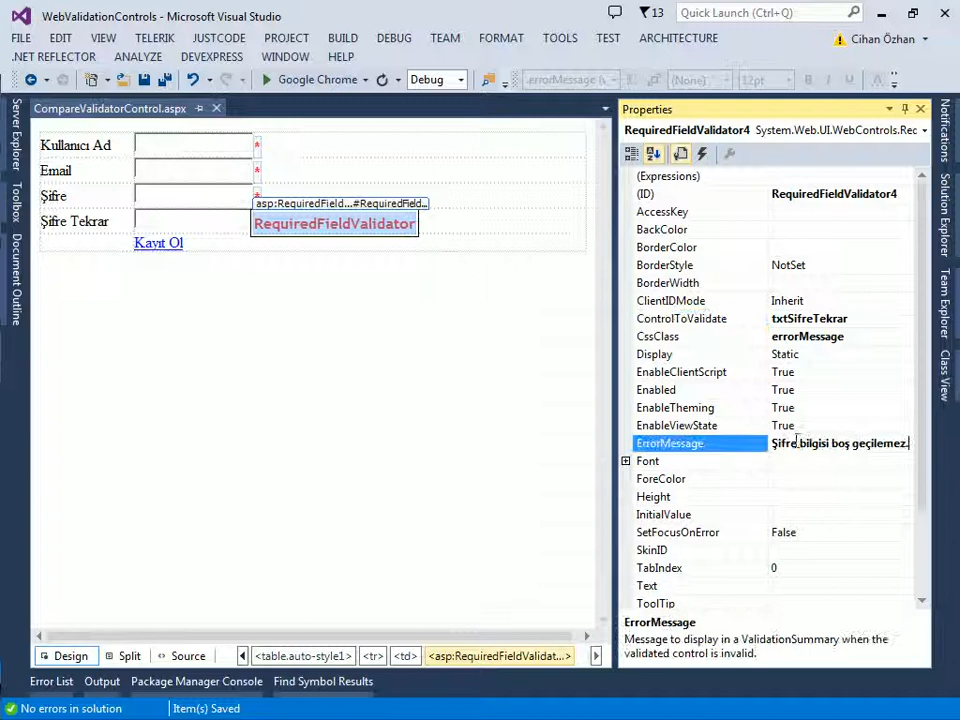 WebValidationControls - Microsoft Visual Studio
13
Quick Launch (Ctrl+Q)
FILE EDIT VIEW TELERIK JUSTCODE PROJECT BUILD DEBUG TEAM FORMAT TOOLS TEST ARCHITECTURE
Cihan Özhan
.NET REFLECTOR ANALYZE DEVEXPRESS WINDOW HELP
Google Chrome Debug errorMessage ( (None) 12pt B I A
CompareValidatorControl.aspx
Server Explorer
Toolbox
Document Outline
Kullanıcı Ad *
Email *
Şifre *
asp:RequiredField...#RequiredField...
Şifre Tekrar RequiredFieldValidator
Kayıt Ol
Properties
RequiredFieldValidator4 System.Web.UI.WebControls.Rec
(Expressions)
(ID) RequiredFieldValidator4
AccessKey
BackColor
BorderColor
BorderStyle NotSet
BorderWidth
ClientIDMode Inherit
ControlToValidate txtSifreTekrar
CssClass errorMessage
Display Static
EnableClientScript True
Enabled True
EnableTheming True
EnableViewState True
ErrorMessage Şifre bilgisi boş geçilemez.
Font
ForeColor
Height
InitialValue
SetFocusOnError False
SkinID
TabIndex 0
Text
ToolTip
ErrorMessage
Message to display in a ValidationSummary when the
validated control is invalid.
Notifications
Solution Explorer
Team Explorer
Class View
Design Split Source <table.auto-style1> <tr> <td> <asp:RequiredFieldValidat...>
Error List Output Package Manager Console Find Symbol Results
No errors in solution Item(s) Saved